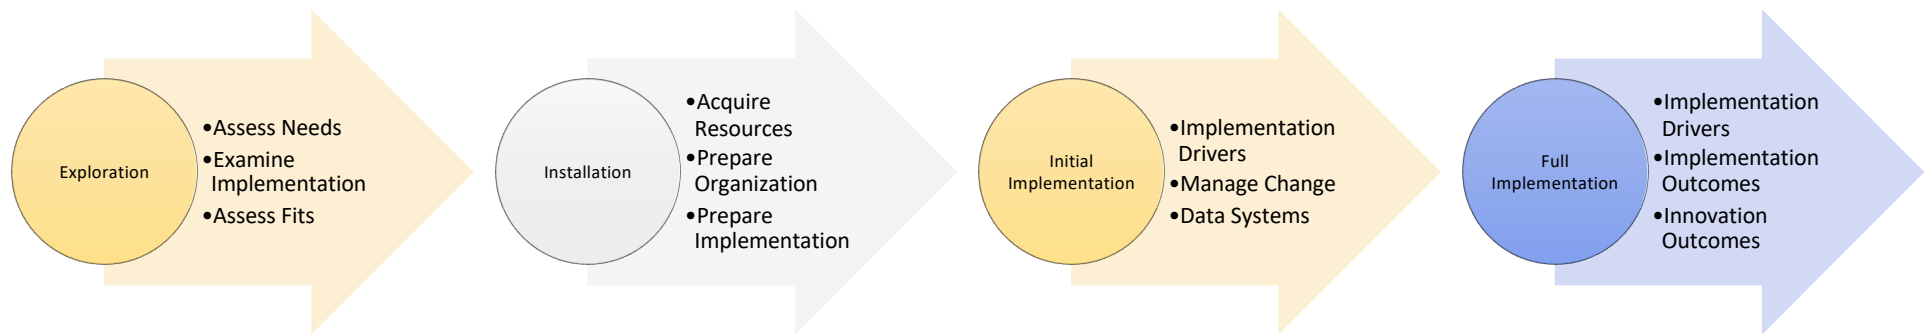 Exploration
•Assess Needs
•Examine
Implementation
•Assess Fits
Installation
•Acquire
Resources
•Prepare
Organization
•Prepare
Implementation
Initial
Implementation
•Implementation
Drivers
•Manage Change
•Data Systems
Full
Implementation
•Implementation
Drivers
•Implementation
Outcomes
•Innovation
Outcomes